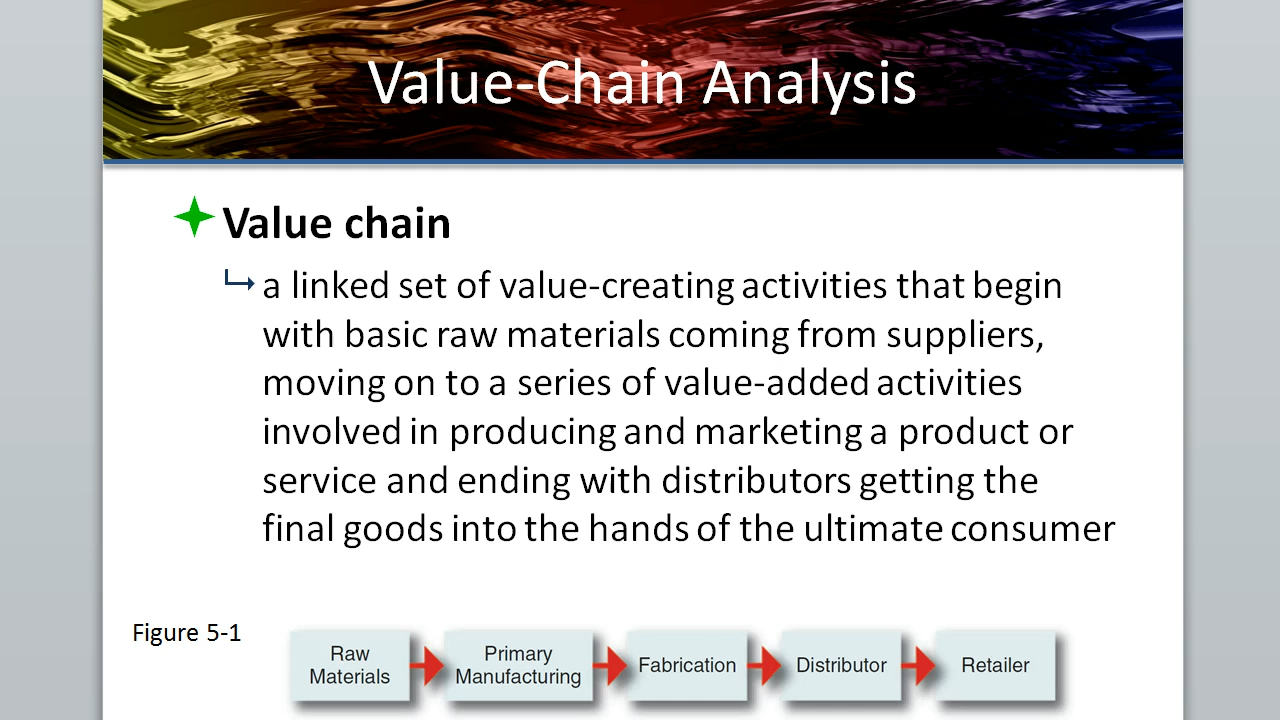 Value-Chain Analysis
Value chain
a linked set of value-creating activities that begin
with basic raw materials coming from suppliers,
moving on to a series of value-added activities
involved in producing and marketing a product or
service and ending with distributors getting the
final goods into the hands of the ultimate consumer
Figure 5-1
Raw
Materials
Primary
Manufacturing
Fabrication
Distributor
Retailer